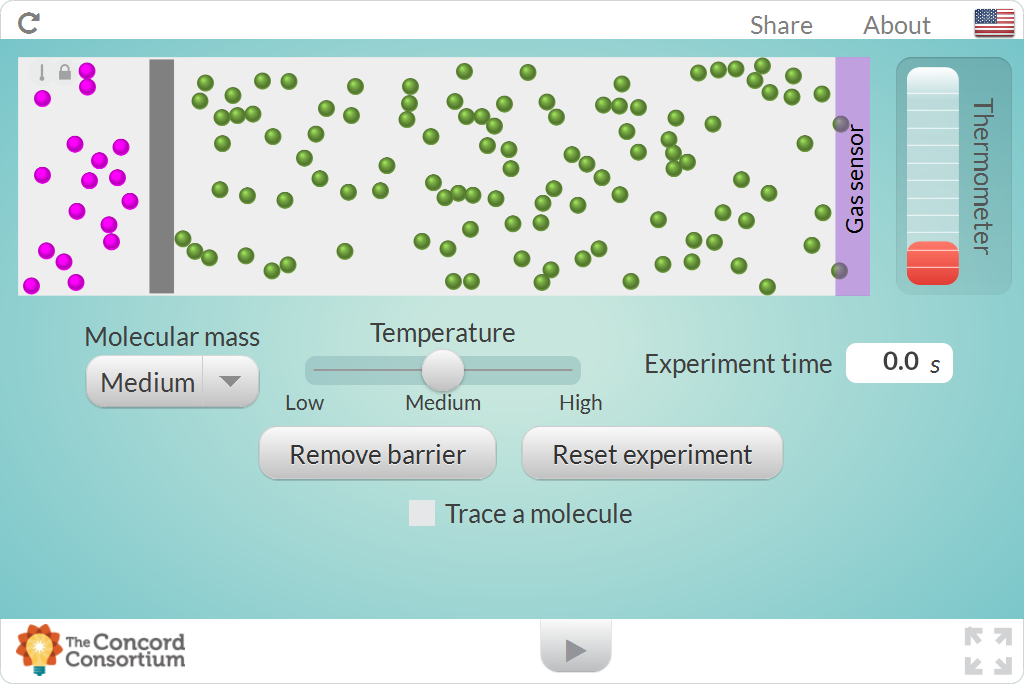 Share About
Gas sensor
Thermometer
Molecular mass
Medium
Temperature
Low Medium High
Experiment time 0.0 s
Remove barrier Reset experiment
Trace a molecule
The Concord
Consortium